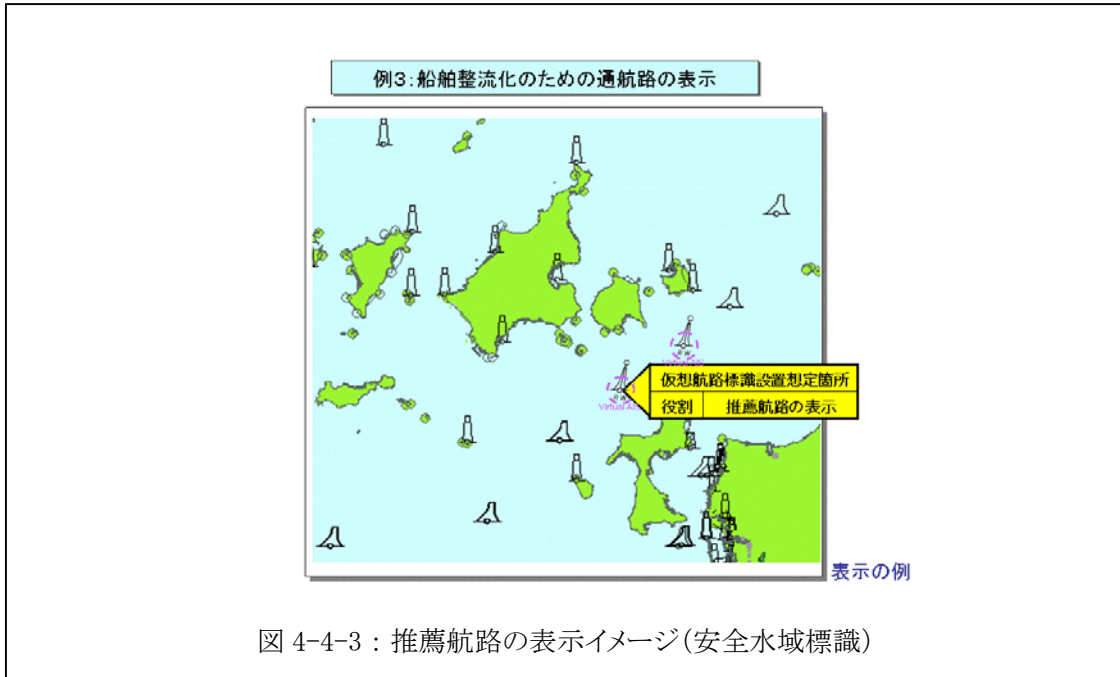 例3:船舶整流化のための通航路の表示
Virtual AIS
仮想航路標識設置想定箇所
役割 推薦航路の表示
表示の例
図 4-4-3 : 推薦航路の表示イメージ(安全水域標識)